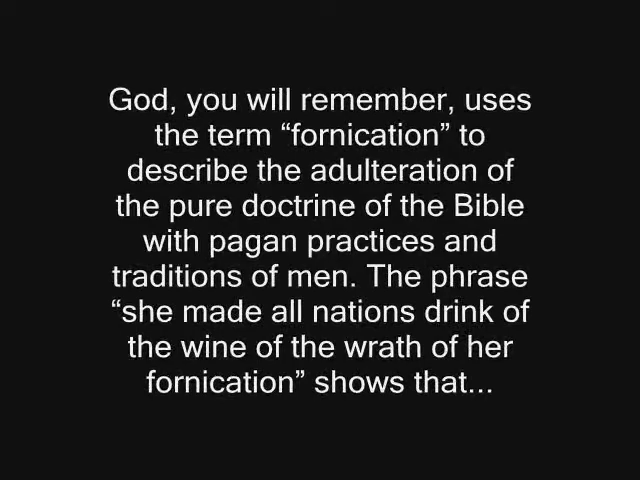 God, you will remember, uses
the term “fornication” to
describe the adulteration of
the pure doctrine of the Bible
with pagan practices and
traditions of men. The phrase
“she made all nations drink of
the wine of the wrath of her
fornication” shows that...